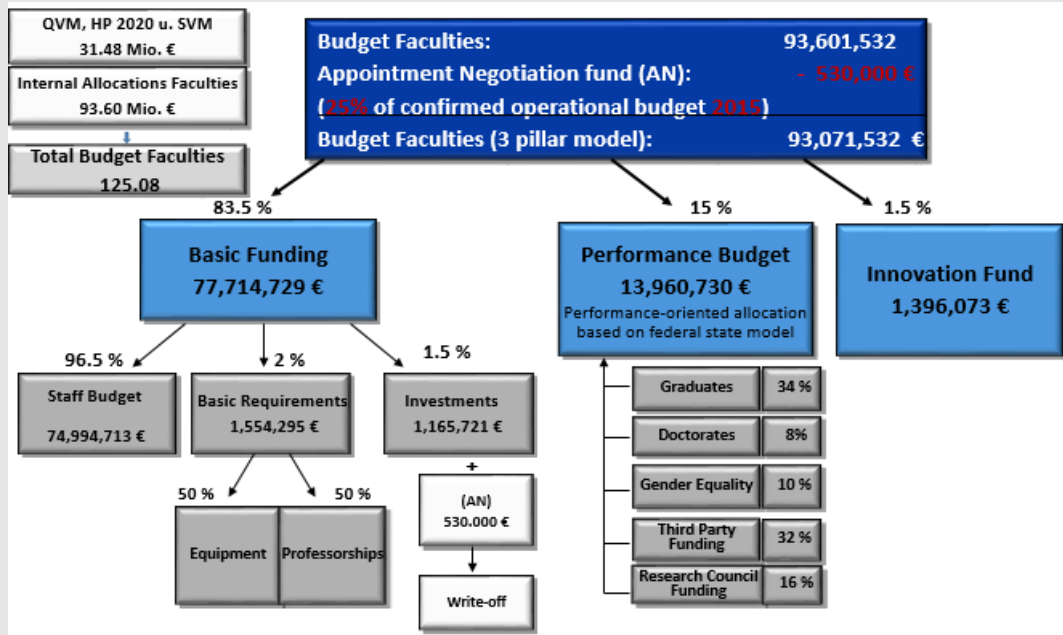 QVM, HP 2020 u. SVM
31.48 Mio. €
Internal Allocations Faculties
93.60 Mio. €
Total Budget Faculties
125.08
Budget Faculties: 93,601,532
Appointment Negotiation fund (AN): - 530,000 €
(25% of confirmed operational budget 2015)
Budget Faculties (3 pillar model): 93,071,532 €
83.5 %
15 %
1.5 %
Basic Funding
77,714,729 €
Performance Budget
13,960,730 €
Performance-oriented allocation
based on federal state model
Innovation Fund
1,396,073 €
96.5 %
2 %
1.5 %
Staff Budget
74,994,713 €
Basic Requirements
1,554,295 €
Investments
1,165,721 €
+
(AN)
530.000 €
Write-off
50 %
50 %
Equipment
Professorships
Graduates 34 %
Doctorates 8%
Gender Equality 10 %
Third Party
Funding 32 %
Research Council
Funding 16 %